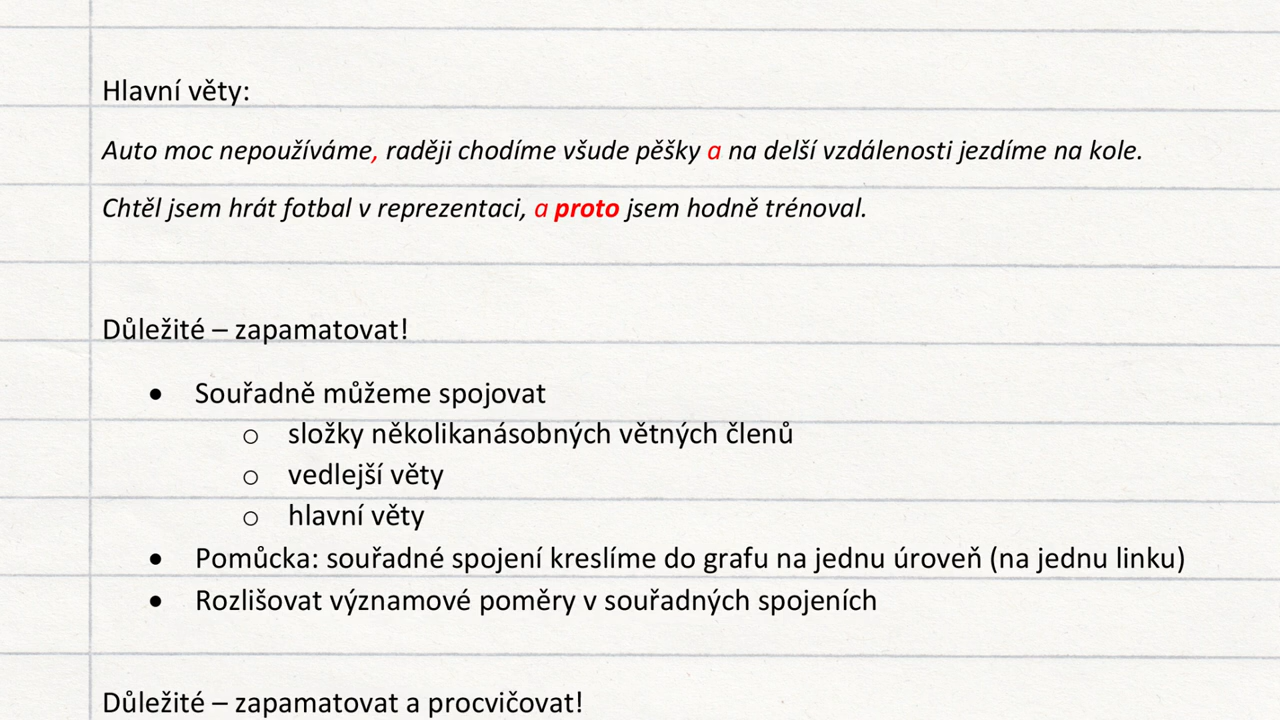 Hlavní věty:
Auto moc nepoužíváme, raději chodíme všude pěšky a na delší vzdálenosti jezdíme na kole.
Chtěl jsem hrát fotbal v reprezentaci, a proto jsem hodně trénoval.
Důležité – zapamatovat!
• Souřadně můžeme spojovat
o složky několikanásobných větných členů
o vedlejší věty
o hlavní věty
• Pomůcka: souřadné spojení kreslíme do grafu na jednu úroveň (na jednu linku)
• Rozlišovat významové poměry v souřadných spojeních
Důležité – zapamatovat a procvičovat!